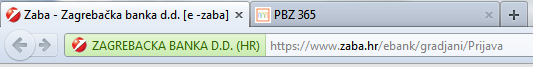 Zaba - Zagrebačka banka d.d. [e -zaba] PBZ 365
ZAGREBACKA BANKA D.D. (HR) https://www.zaba.hr/ebank/gradjani/Prijava